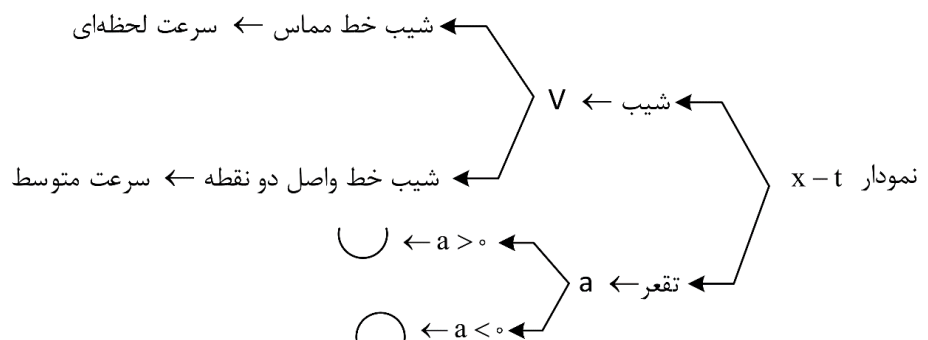 شیب خط مماس ← سرعت لحظه‌ای
شیب ← V
نمودار x – t
شیب خط واصل دو نقطه ← سرعت متوسط
a > ۰ ←
تقعر ← a
a < ۰ ←